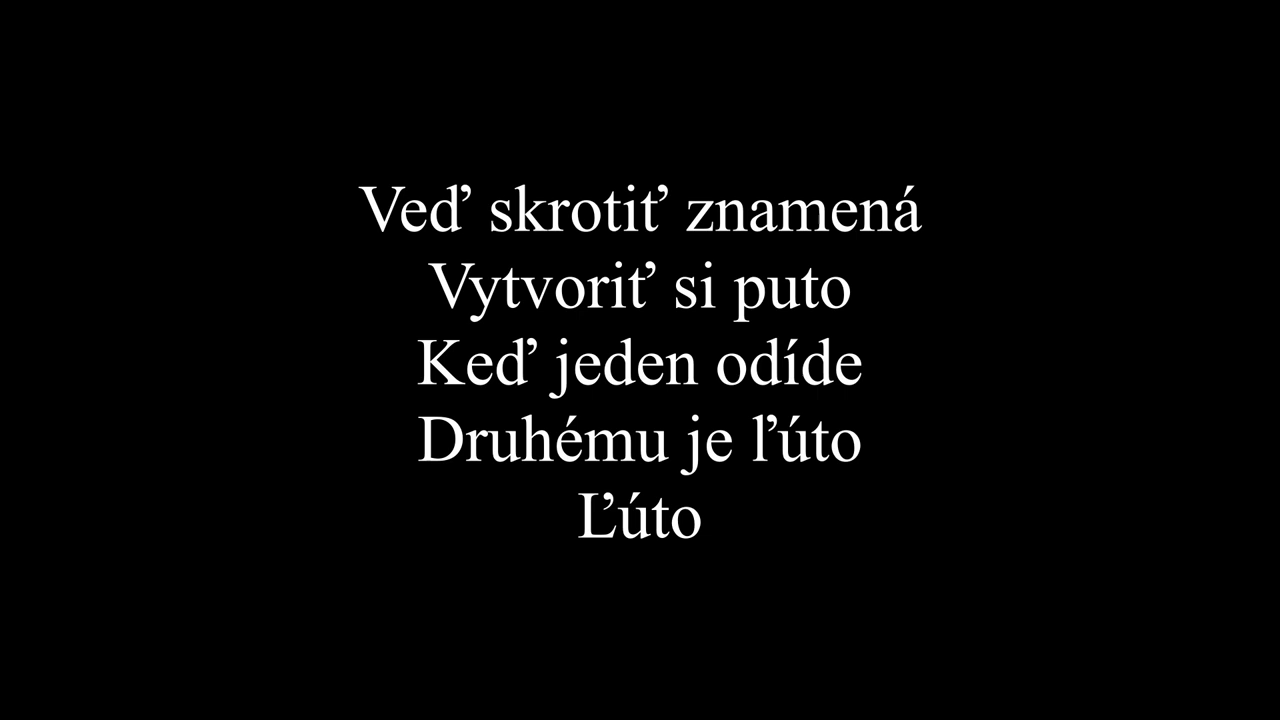 Veď skrotiť znamená
Vytvoriť si puto
Keď jeden odíde
Druhému je ľúto
Ľúto